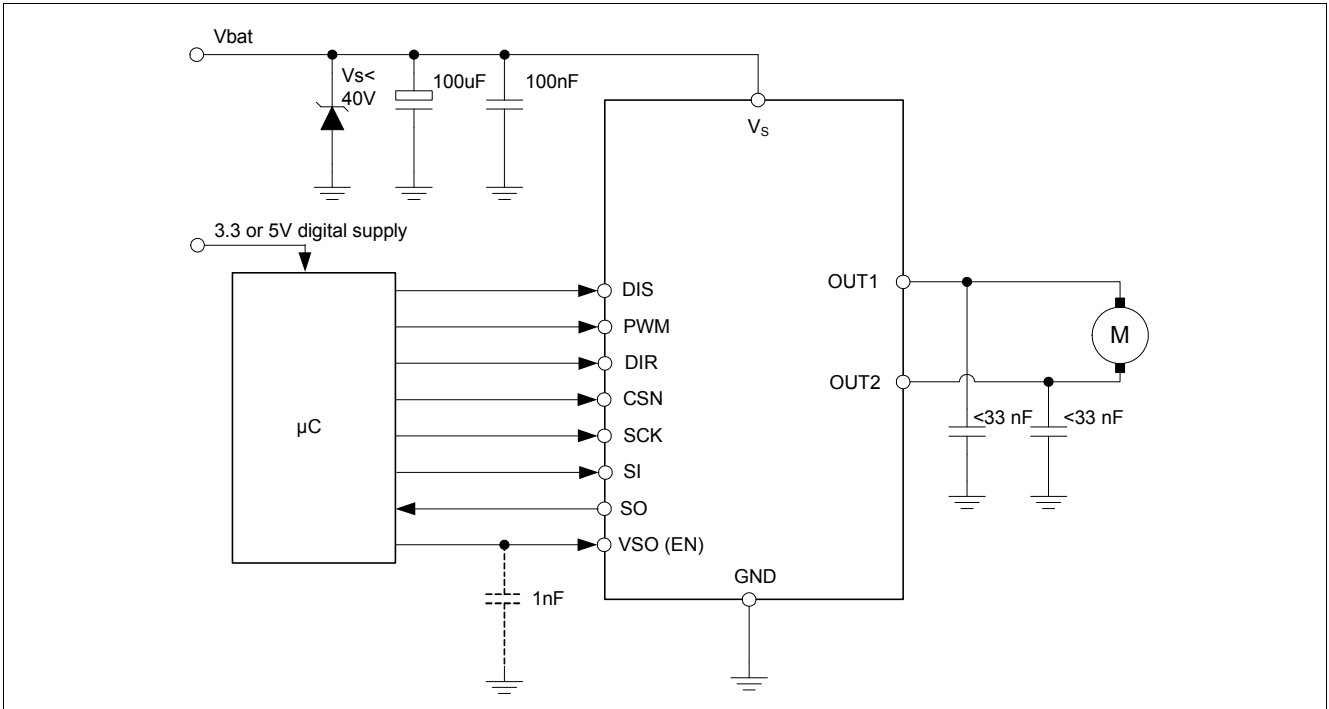 Vbat
Vs<
40V
100uF
100nF
VS
3.3 or 5V digital supply
µC
DIS
PWM
DIR
CSN
SCK
SI
SO
VSO (EN)
1nF
GND
OUT1
OUT2
M
<33 nF
<33 nF